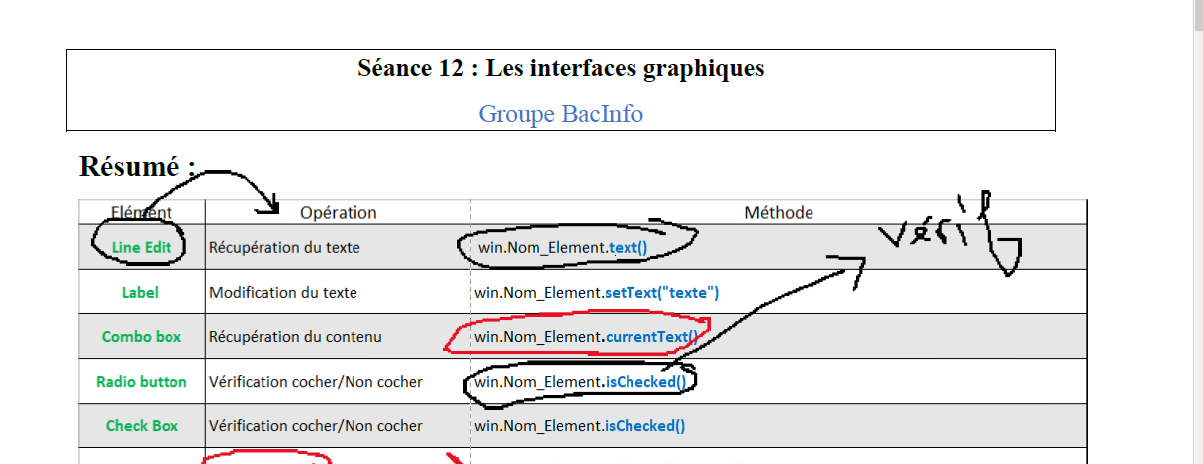 Séance 12 : Les interfaces graphiques
Groupe BacInfo
Résumé :
Elément Opération Méthode
Line Edit Récupération du texte win.Nom_Element.text() vérif
Label Modification du texte win.Nom_Element.setText("texte")
Combo box Récupération du contenu win.Nom_Element.currentText()
Radio button Vérification cocher/Non cocher win.Nom_Element.isChecked()
Check Box Vérification cocher/Non cocher win.Nom_Element.isChecked()